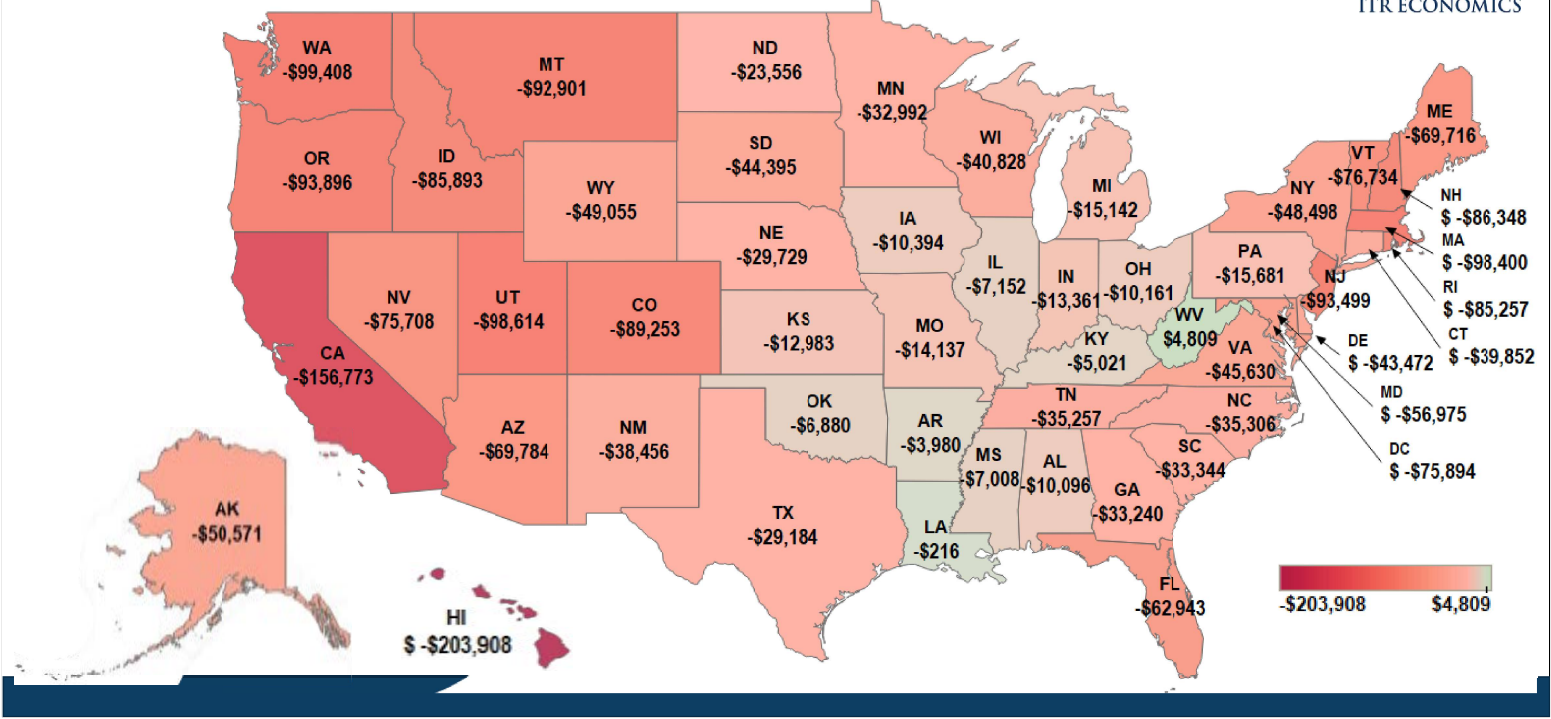 ITR ECONOMICS
WA
-$99,408
MT
-$92,901
ND
-$23,556
MN
-$32,992
OR
-$93,896
ID
-$85,893
WY
-$49,055
SD
-$44,395
WI
-$40,828
MI
-$15,142
NY
-$48,498
VT
-$76,734
ME
-$69,716
NH
$ -$86,348
MA
$ -$98,400
RI
$ -$85,257
CT
$ -$39,852
DE
$ -$43,472
MD
$ -$56,975
DC
$ -$75,894
CA
-$156,773
NV
-$75,708
UT
-$98,614
CO
-$89,253
NE
-$29,729
IA
-$10,394
IL
-$7,152
IN
-$13,361
OH
-$10,161
PA
-$15,681
NJ
-$93,499
KS
-$12,983
MO
-$14,137
KY
-$5,021
WV
$4,809
VA
-$45,630
AZ
-$69,784
NM
-$38,456
OK
-$6,880
AR
-$3,980
TN
-$35,257
NC
-$35,306
SC
-$33,344
MS
-$7,008
AL
-$10,096
GA
-$33,240
TX
-$29,184
LA
-$216
FL
-$62,943
AK
-$50,571
HI
$ -$203,908
-$203,908
$4,809